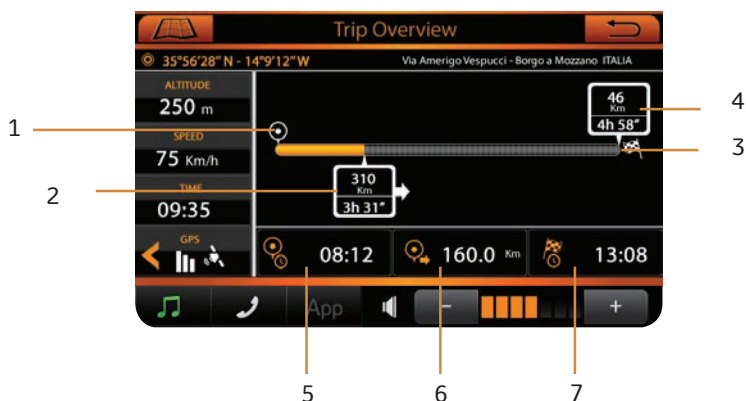 Trip Overview
35°56'28" N - 14°9'12" W
Via Amerigo Vespucci - Borgo a Mozzano ITALIA
ALTITUDE
250 m
SPEED
75 Km/h
TIME
09:35
GPS
1
2
310
Km
3h 31"
46
Km
4h 58"
4
3
08:12
160.0 Km
13:08
App
−
+
5
6
7